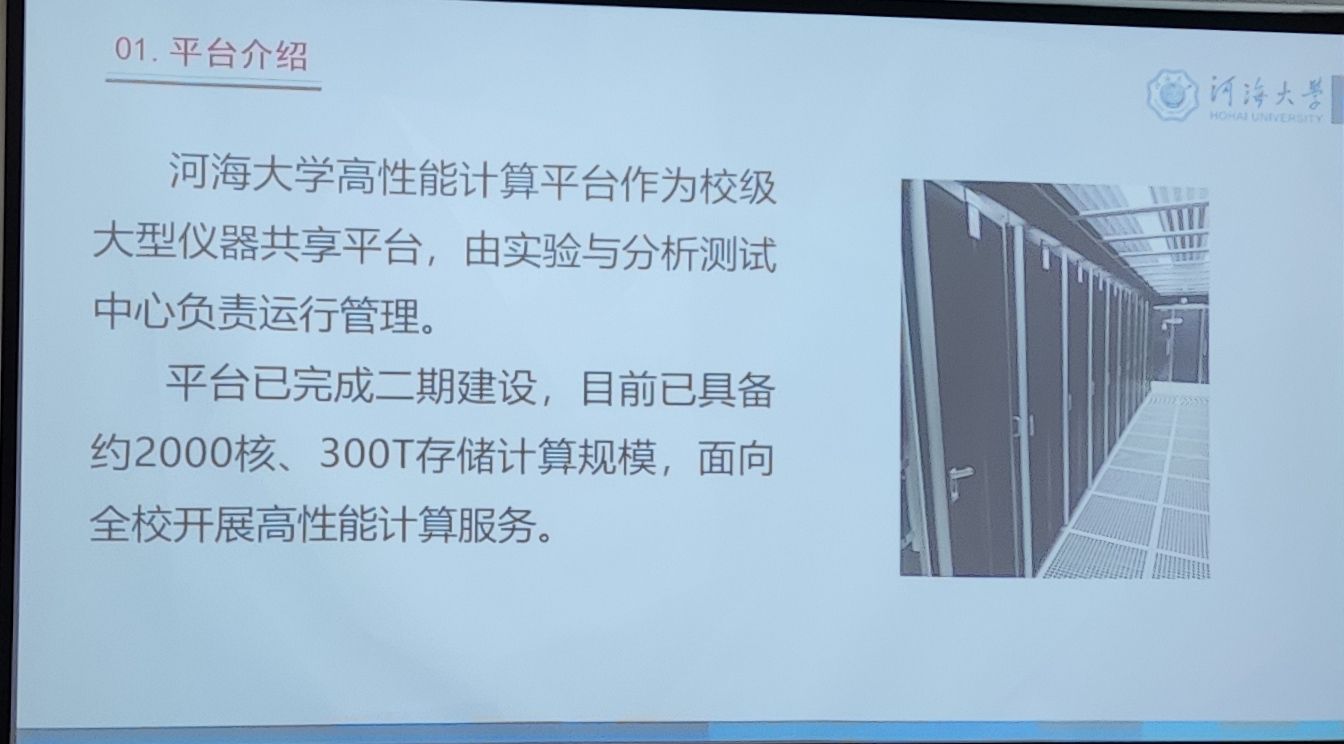 01. 平台介绍
河海大学
HOHAI UNIVERSITY
河海大学高性能计算平台作为校级
大型仪器共享平台，由实验与分析测试
中心负责运行管理。
平台已完成二期建设，目前已具备
约2000核、300T存储计算规模，面向
全校开展高性能计算服务。